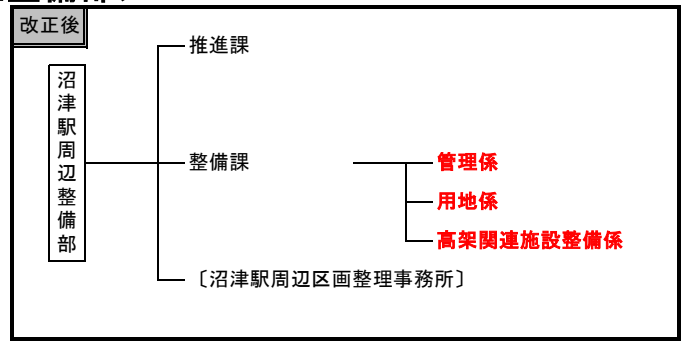 改正後
推進課
沼津駅周辺整備部
整備課
管理係
用地係
高架関連施設整備係
〔沼津駅周辺区画整理事務所〕